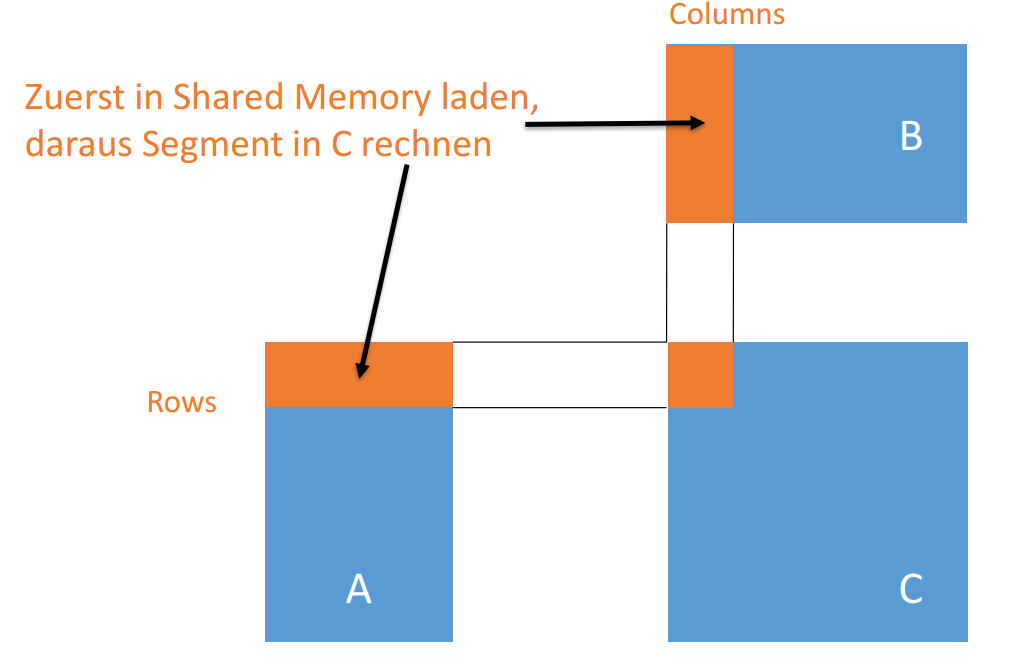 Columns
Zuerst in Shared Memory laden,
daraus Segment in C rechnen
B
Rows
A
C